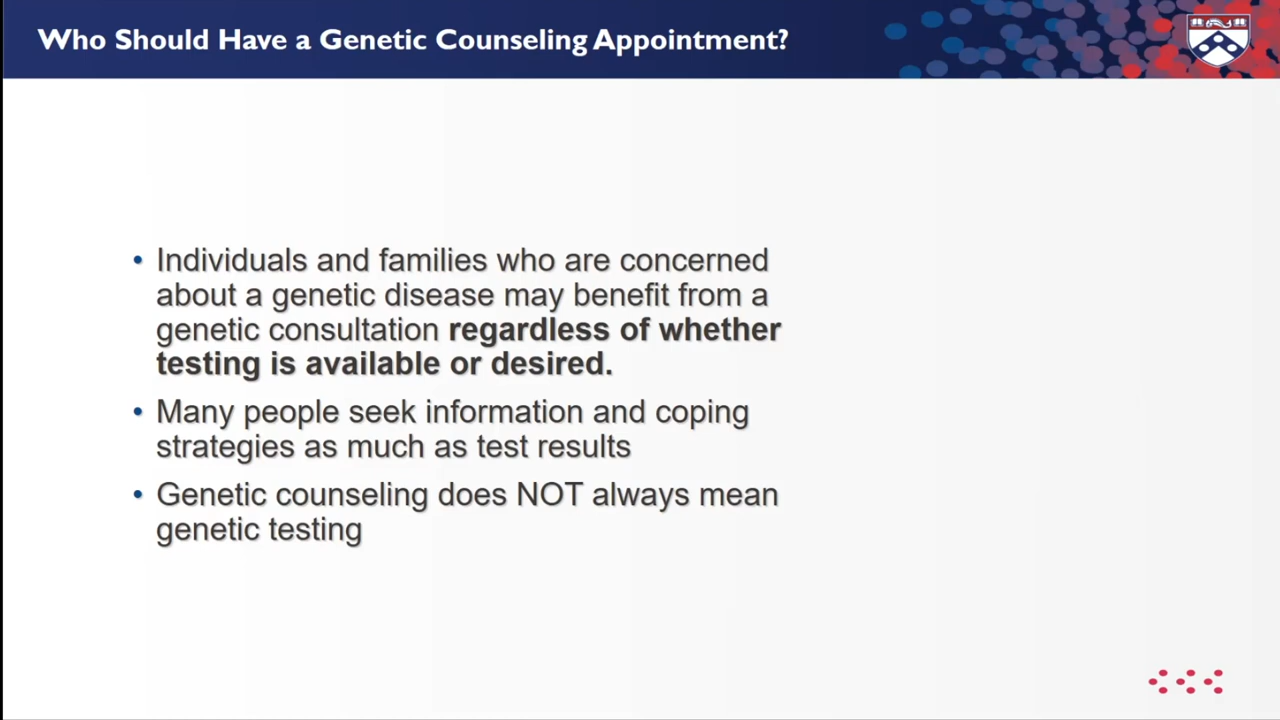 Who Should Have a Genetic Counseling Appointment?
• Individuals and families who are concerned
about a genetic disease may benefit from a
genetic consultation regardless of whether
testing is available or desired.
• Many people seek information and coping
strategies as much as test results
• Genetic counseling does NOT always mean
genetic testing